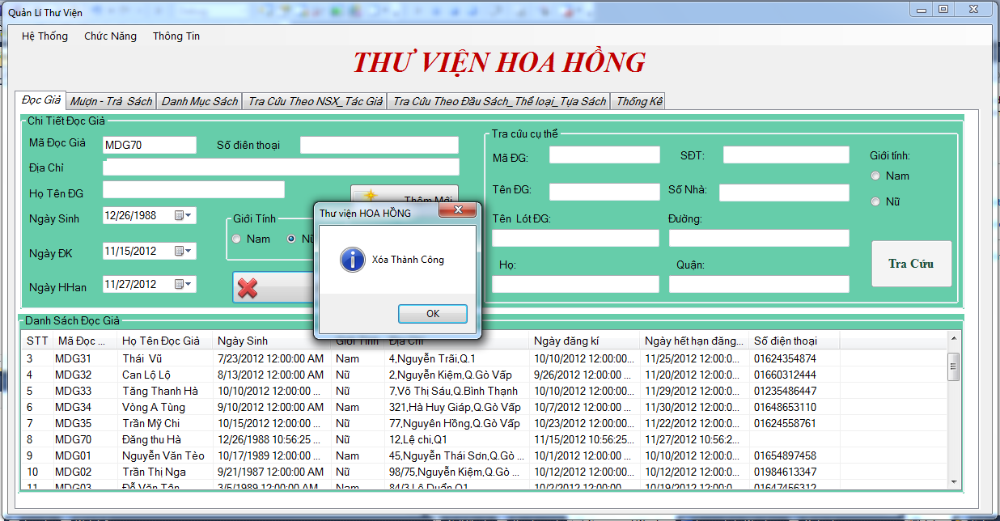 Quản Lí Thư Viện
Hệ Thống Chức Năng Thông Tin
THƯ VIỆN HOA HỒNG
Đọc Giả Mượn - Trả Sách Danh Mục Sách Tra Cứu Theo NSX_Tác Giả Tra Cứu Theo Đầu Sách_Thể loại_Tựa Sách Thống Kê
Chi Tiết Đọc Giả
Mã Đọc Giả MDG70 Số điên thoại
Địa Chỉ
Họ Tên ĐG
Thêm Mới
Ngày Sinh 12/26/1988
Giới Tính
Nam
Ngày ĐK 11/15/2012
Ngày HHan 11/27/2012
Tra cứu cụ thể
Mã ĐG: SĐT: Giới tính:
Nam
Tên ĐG: Số Nhà:
Nữ
Tên Lót ĐG: Đường:
Họ: Quận:
Tra Cứu
Thư viện HOA HỒNG
Xóa Thành Công
OK
Danh Sách Đọc Giả
STT Mã Đọc ... Họ Tên Đọc Giả Ngày Sinh Giới Tính Địa Chỉ Ngày đăng kí Ngày hết hạn đăng... Số điên thoại
3 MDG31 Thái Vũ 7/23/2012 12:00:00 AM Nam 4,Nguyễn Trãi,Q.1 10/10/2012 12:00:00... 11/25/2012 12:00:0... 01624354874
4 MDG32 Can Lộ Lộ 8/13/2012 12:00:00 AM Nữ 2,Nguyễn Kiệm,Q.Gò Vấp 9/26/2012 12:00:00 ... 11/20/2012 12:00:0... 01660312444
5 MDG33 Tăng Thanh Hà 10/10/2012 12:00:00 ... Nữ 7,Võ Thị Sáu,Q.Bình Thạnh 10/10/2012 12:00:00... 11/29/2012 12:00:0... 01235486447
6 MDG34 Vòng A Tùng 9/10/2012 12:00:00 AM Nam 321,Hà Huy Giáp,Q.Gò Vấp 10/7/2012 12:00:00 ... 11/30/2012 12:00:0... 01648653110
7 MDG35 Trần Mỹ Chi 10/15/2012 12:00:00 ... Nữ 77,Nguyên Hồng,Q.Gò Vấp 10/23/2012 12:00:00... 11/22/2012 12:00:0... 01624558761
8 MDG70 Đăng thu Hà 12/26/1988 10:56:25 ... Nữ 12,Lê chi,Q1 11/15/2012 10:56:25... 11/27/2012 10:56:2...
9 MDG01 Nguyễn Văn Tèo 10/17/1989 12:00:00 ... Nam 45,Nguyễn Thái Sơn,Q.Gò ... 10/1/2012 12:00:00 ... 10/10/2012 12:00:0... 01654897458
10 MDG02 Trần Thị Nga 9/21/1987 12:00:00 AM Nữ 98/75,Nguyễn Kiệm,Q.Gò ... 10/12/2012 12:00:00... 10/12/2012 12:00:0... 01984613347
11 MDG03 Đỗ Văn Tân 3/5/1989 12:00:00 AM Nam 84/3,Lê Duẩn,Q1 10/2/2012 12:00:00 ... 10/19/2012 12:00:0... 01647456312